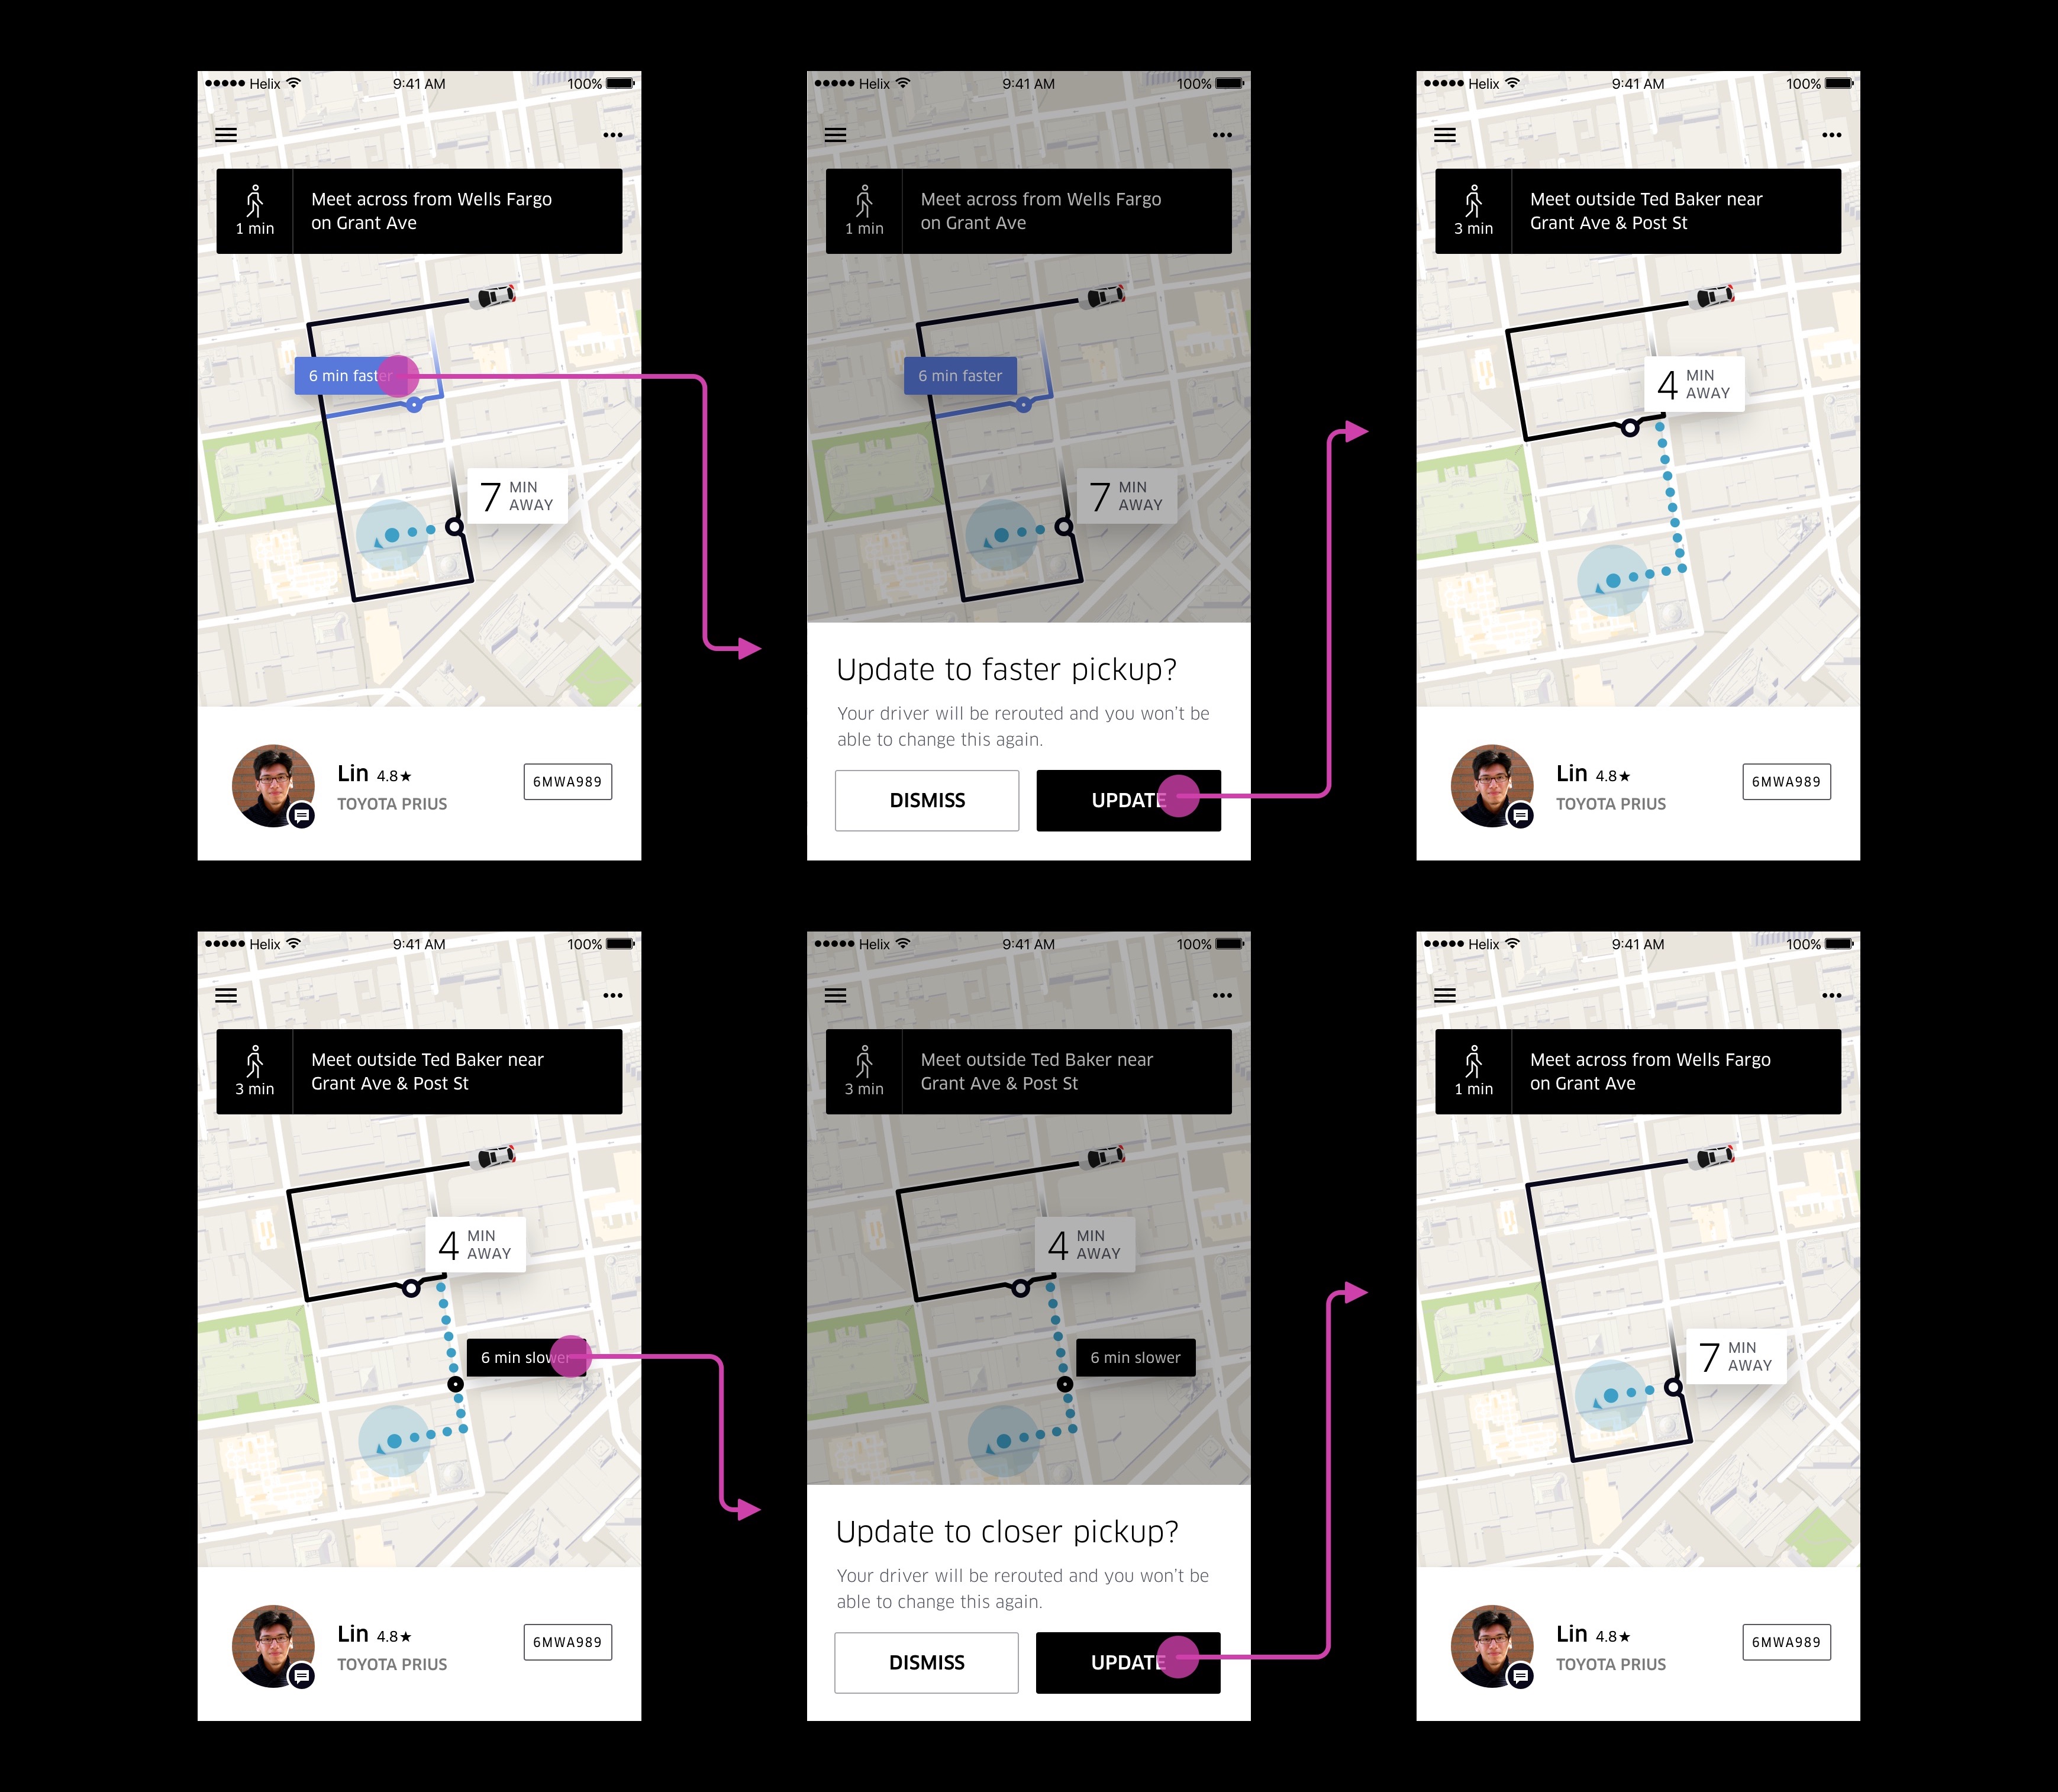 Helix 9:41 AM 100%
1 min
Meet across from Wells Fargo
on Grant Ave
6 min faster
7 MIN
AWAY
Lin 4.8★
TOYOTA PRIUS
6MWA989
Helix 9:41 AM 100%
1 min
Meet across from Wells Fargo
on Grant Ave
6 min faster
7 MIN
AWAY
Update to faster pickup?
Your driver will be rerouted and you won't be
able to change this again.
DISMISS
UPDATE
Helix 9:41 AM 100%
3 min
Meet outside Ted Baker near
Grant Ave & Post St
4 MIN
AWAY
Lin 4.8★
TOYOTA PRIUS
6MWA989
Helix 9:41 AM 100%
3 min
Meet outside Ted Baker near
Grant Ave & Post St
4 MIN
AWAY
6 min slower
Lin 4.8★
TOYOTA PRIUS
6MWA989
Helix 9:41 AM 100%
3 min
Meet outside Ted Baker near
Grant Ave & Post St
4 MIN
AWAY
6 min slower
Update to closer pickup?
Your driver will be rerouted and you won't be
able to change this again.
DISMISS
UPDATE
Helix 9:41 AM 100%
1 min
Meet across from Wells Fargo
on Grant Ave
7 MIN
AWAY
Lin 4.8★
TOYOTA PRIUS
6MWA989